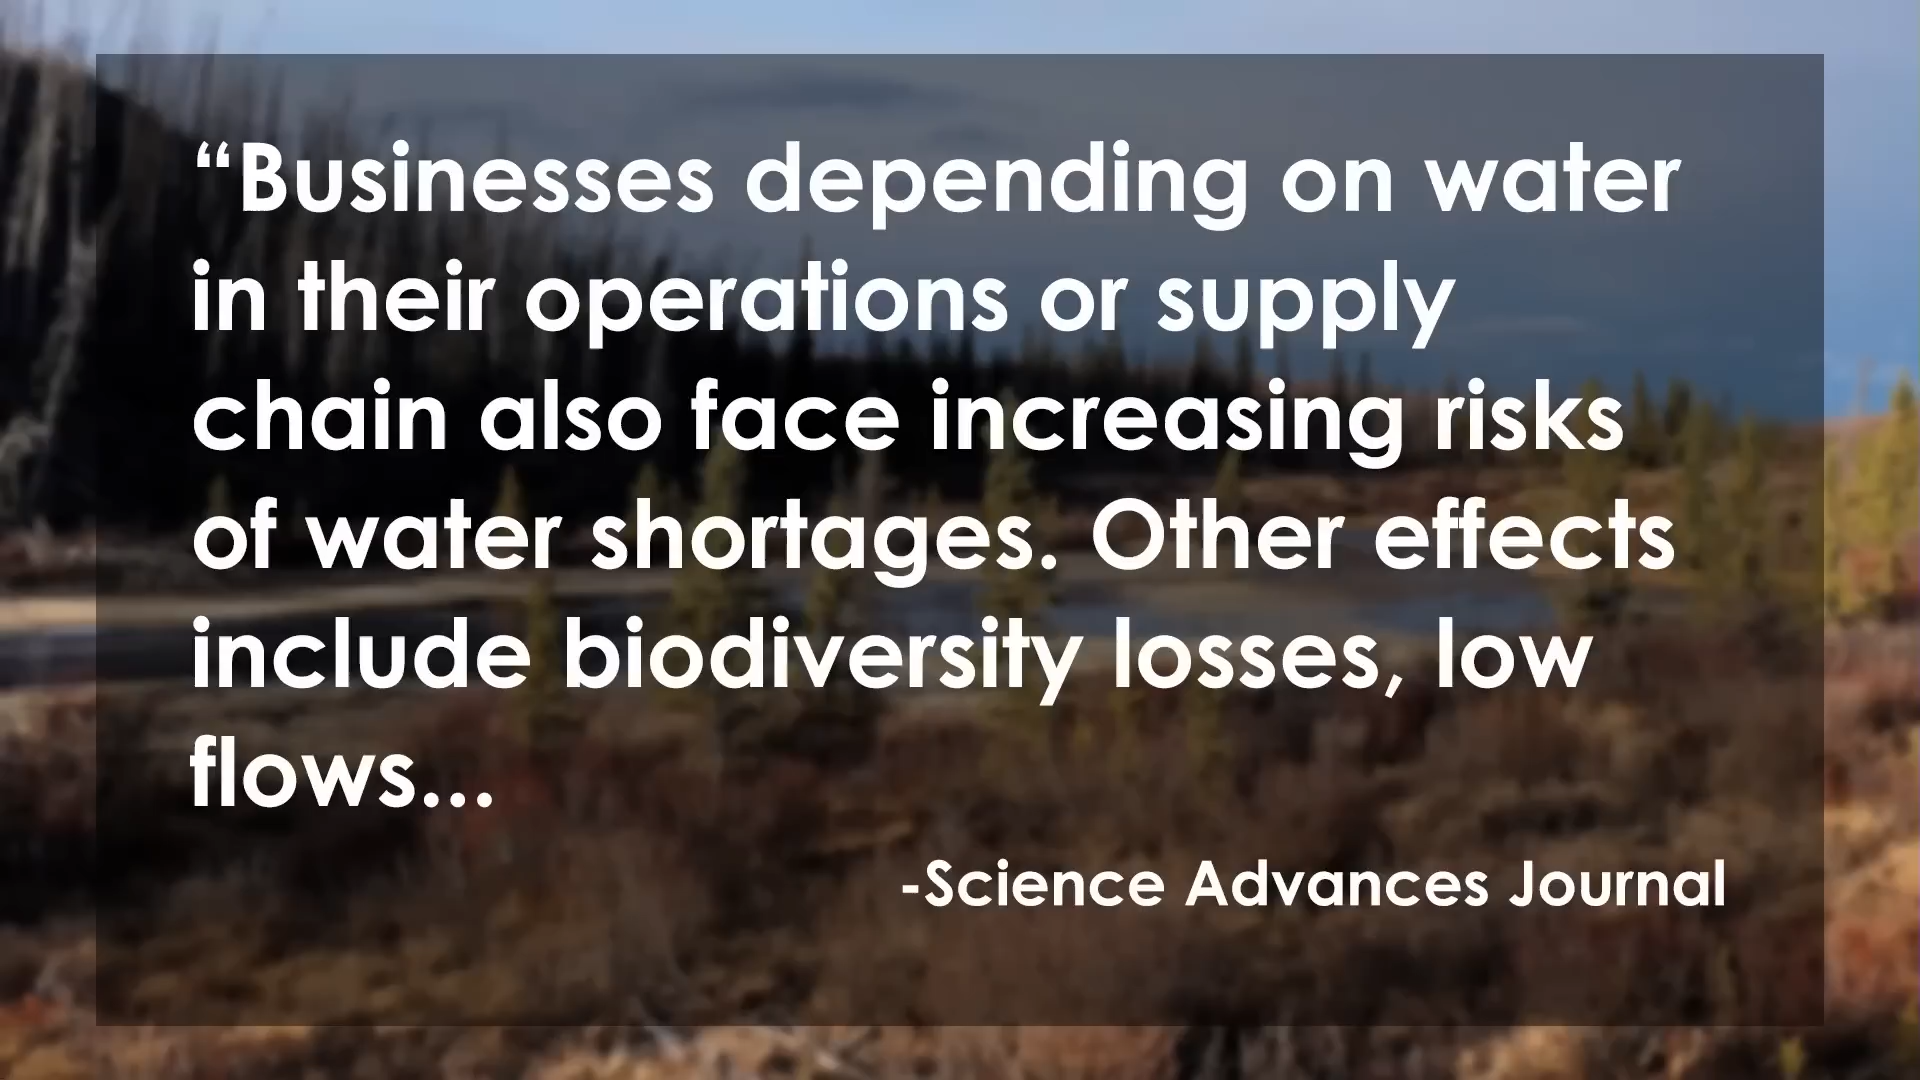 “Businesses depending on water
in their operations or supply
chain also face increasing risks
of water shortages. Other effects
include biodiversity losses, low
flows...
-Science Advances Journal